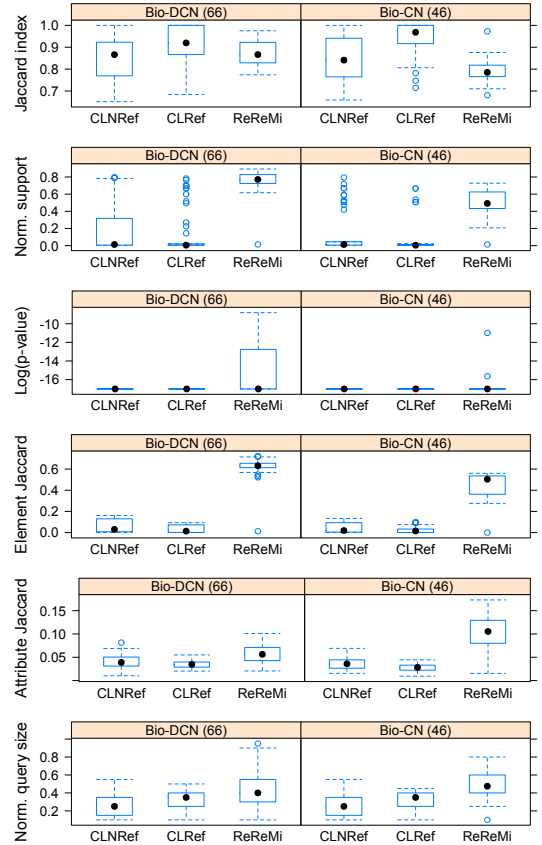 Bio-DCN (66) Bio-CN (46)
Jaccard index
1.0
0.9
0.8
0.7
CLNRef CLRef ReReMi CLNRef CLRef ReReMi
Bio-DCN (66) Bio-CN (46)
Norm. support
0.8
0.6
0.4
0.2
0.0
CLNRef CLRef ReReMi CLNRef CLRef ReReMi
Bio-DCN (66) Bio-CN (46)
Log(p-value)
-10
-12
-14
-16
CLNRef CLRef ReReMi CLNRef CLRef ReReMi
Bio-DCN (66) Bio-CN (46)
Element Jaccard
0.6
0.4
0.2
0.0
CLNRef CLRef ReReMi CLNRef CLRef ReReMi
Bio-DCN (66) Bio-CN (46)
Attribute Jaccard
0.15
0.10
0.05
CLNRef CLRef ReReMi CLNRef CLRef ReReMi
Bio-DCN (66) Bio-CN (46)
Norm. query size
0.8
0.6
0.4
0.2
CLNRef CLRef ReReMi CLNRef CLRef ReReMi